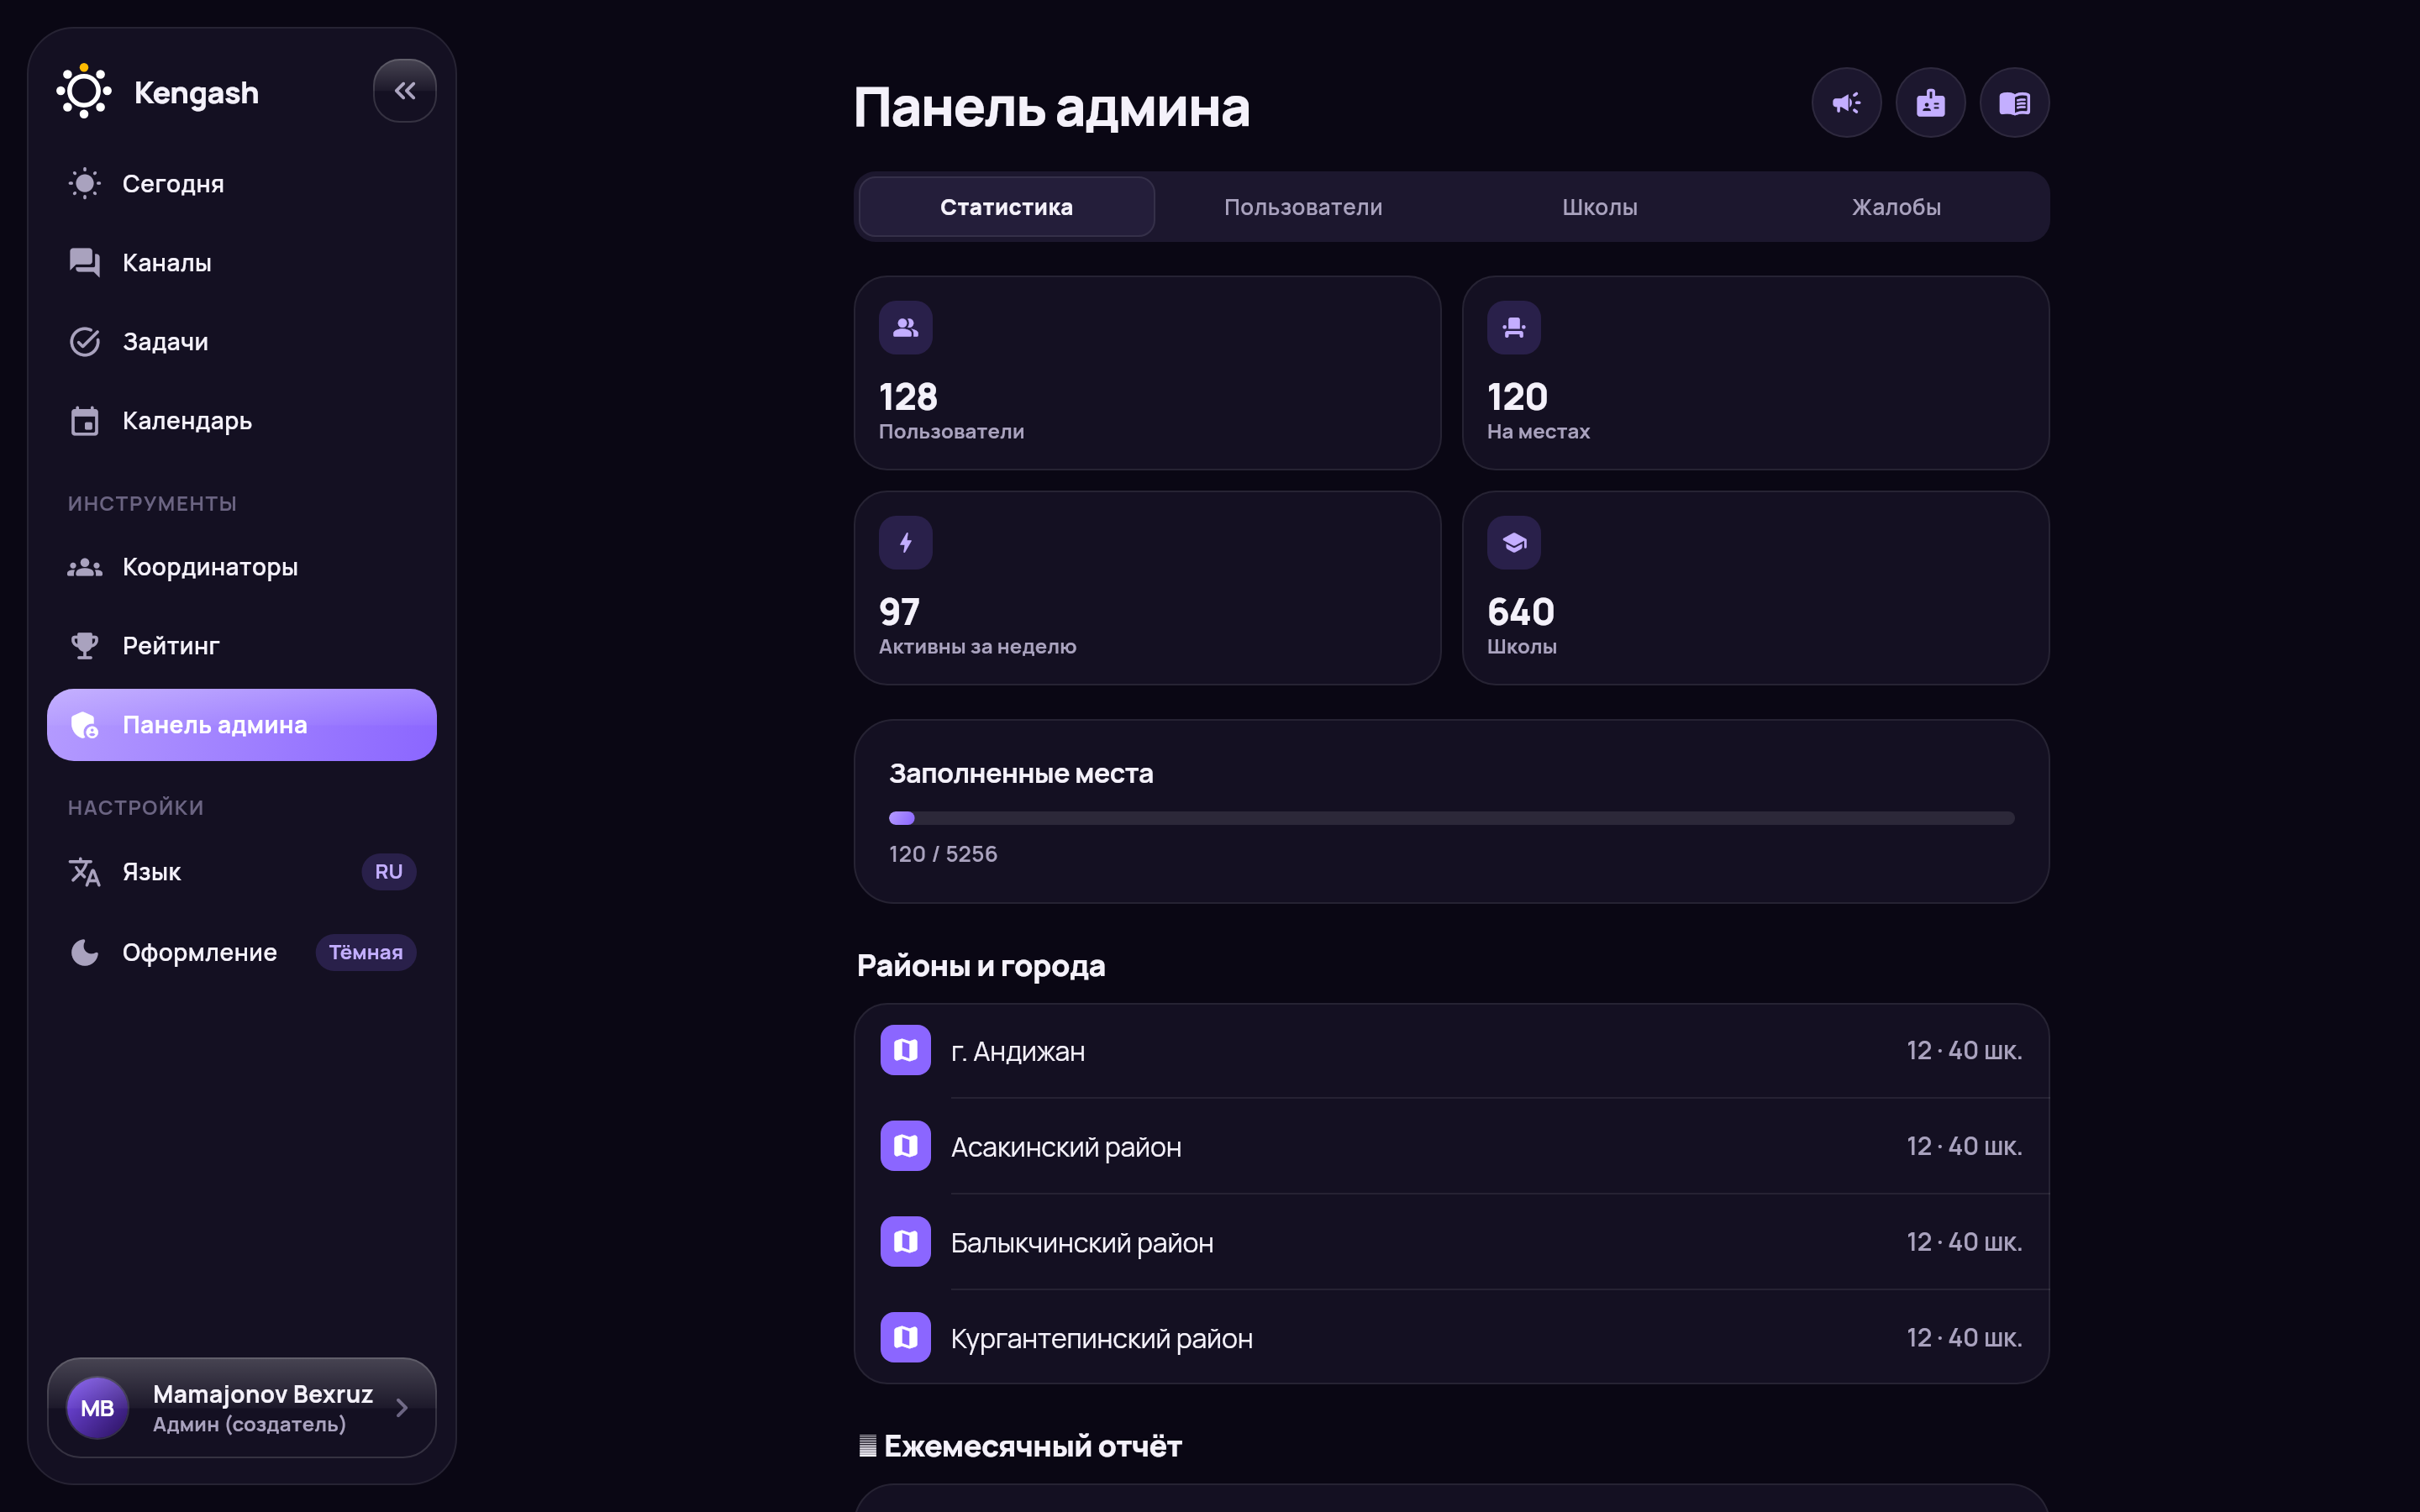 Kengash
Сегодня
Каналы
Задачи
Календарь
ИНСТРУМЕНТЫ
Координаторы
Рейтинг
Панель админа
НАСТРОЙКИ
Язык
RU
Оформление
Тёмная
MB
Mamajonov Bexruz
Админ (создатель)
Панель админа
Статистика
Пользователи
Школы
Жалобы
128
Пользователи
120
На местах
97
Активны за неделю
640
Школы
Заполненные места
120 / 5256
Районы и города
г. Андижан
12 · 40 шк.
Асакинский район
12 · 40 шк.
Балыкчинский район
12 · 40 шк.
Кургантепинский район
12 · 40 шк.
Ежемесячный отчёт